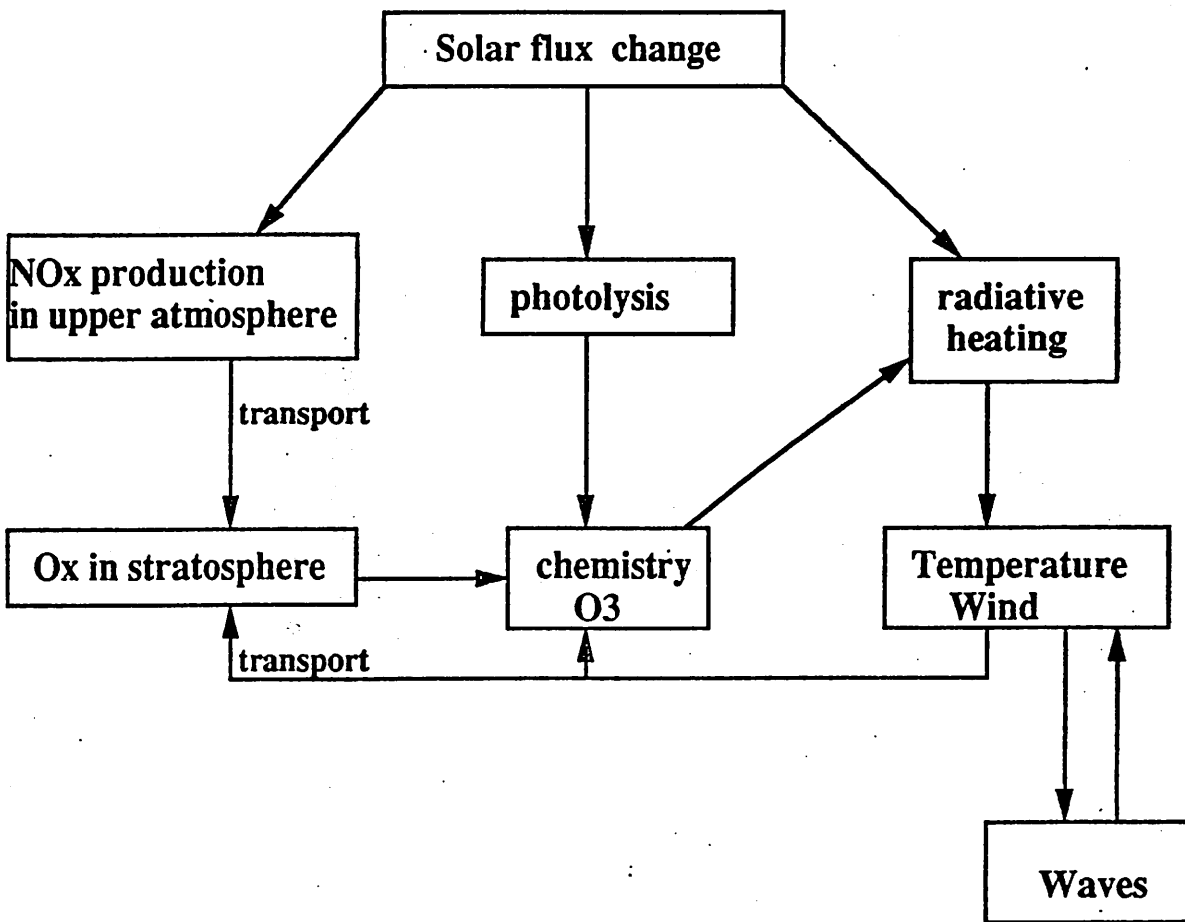 Solar flux change
NOx production
in upper atmosphere
photolysis
radiative
heating
transport
Ox in stratosphere
chemistry
O3
Temperature
Wind
transport
Waves